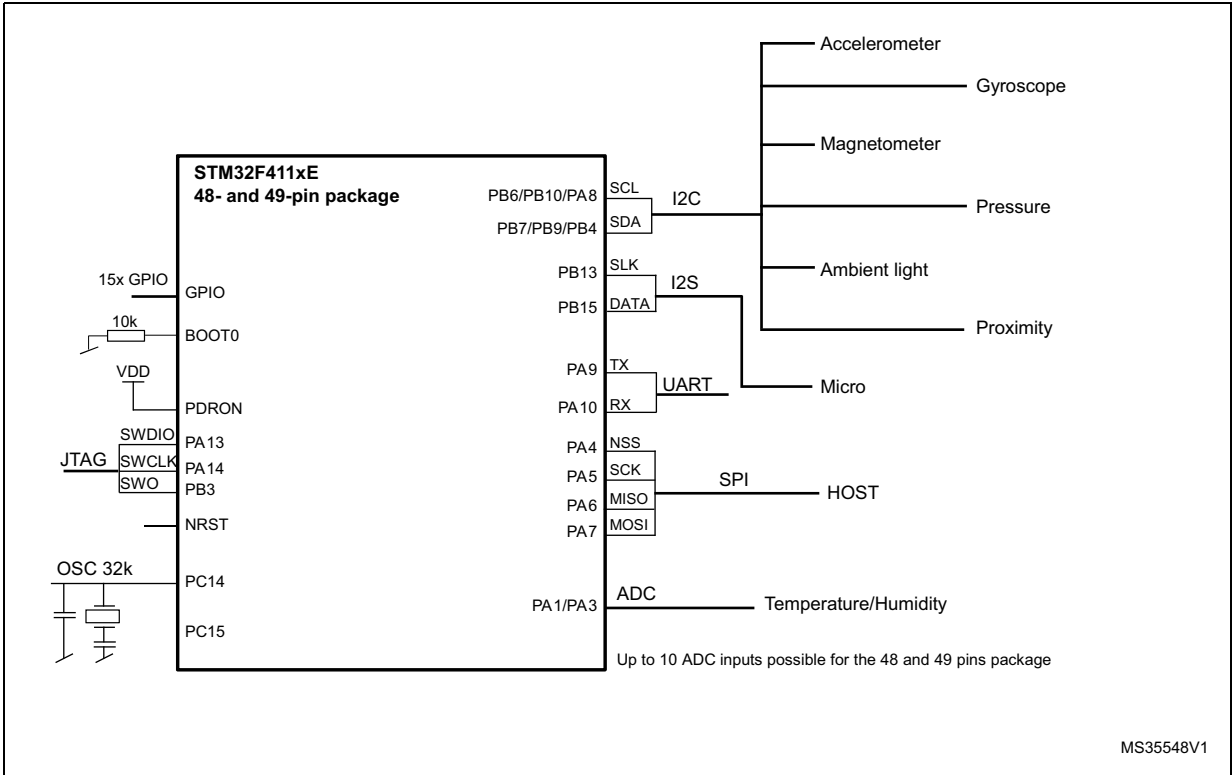 STM32F411xE
48- and 49-pin package
15x GPIO
GPIO
10k
BOOT0
VDD
PDRON
SWDIO
PA13
JTAG
SWCLK
PA14
SWO
PB3
NRST
OSC 32k
PC14
PC15
PB6/PB10/PA8
SCL
PB7/PB9/PB4
SDA
I2C
PB13
SLK
PB15
DATA
I2S
PA9
TX
PA10
RX
UART
PA4
NSS
PA5
SCK
PA6
MISO
PA7
MOSI
SPI
HOST
PA1/PA3
ADC
Temperature/Humidity
Up to 10 ADC inputs possible for the 48 and 49 pins package
Accelerometer
Gyroscope
Magnetometer
Pressure
Ambient light
Proximity
Micro
MS35548V1